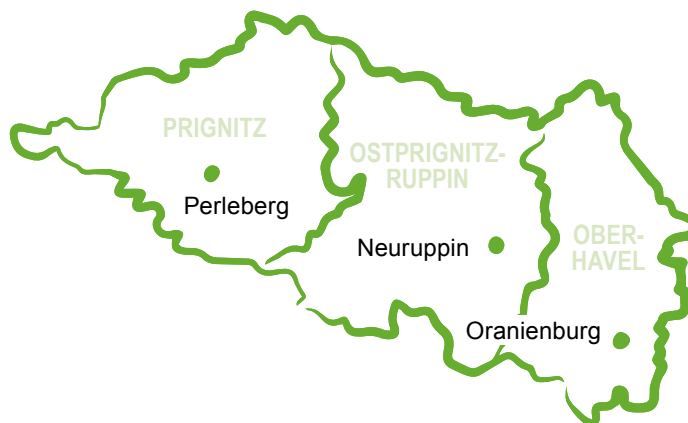 PRIGNITZ
Perleberg
OSTPRIGNITZ-
RUPPIN
Neuruppin
OBER-
HAVEL
Oranienburg